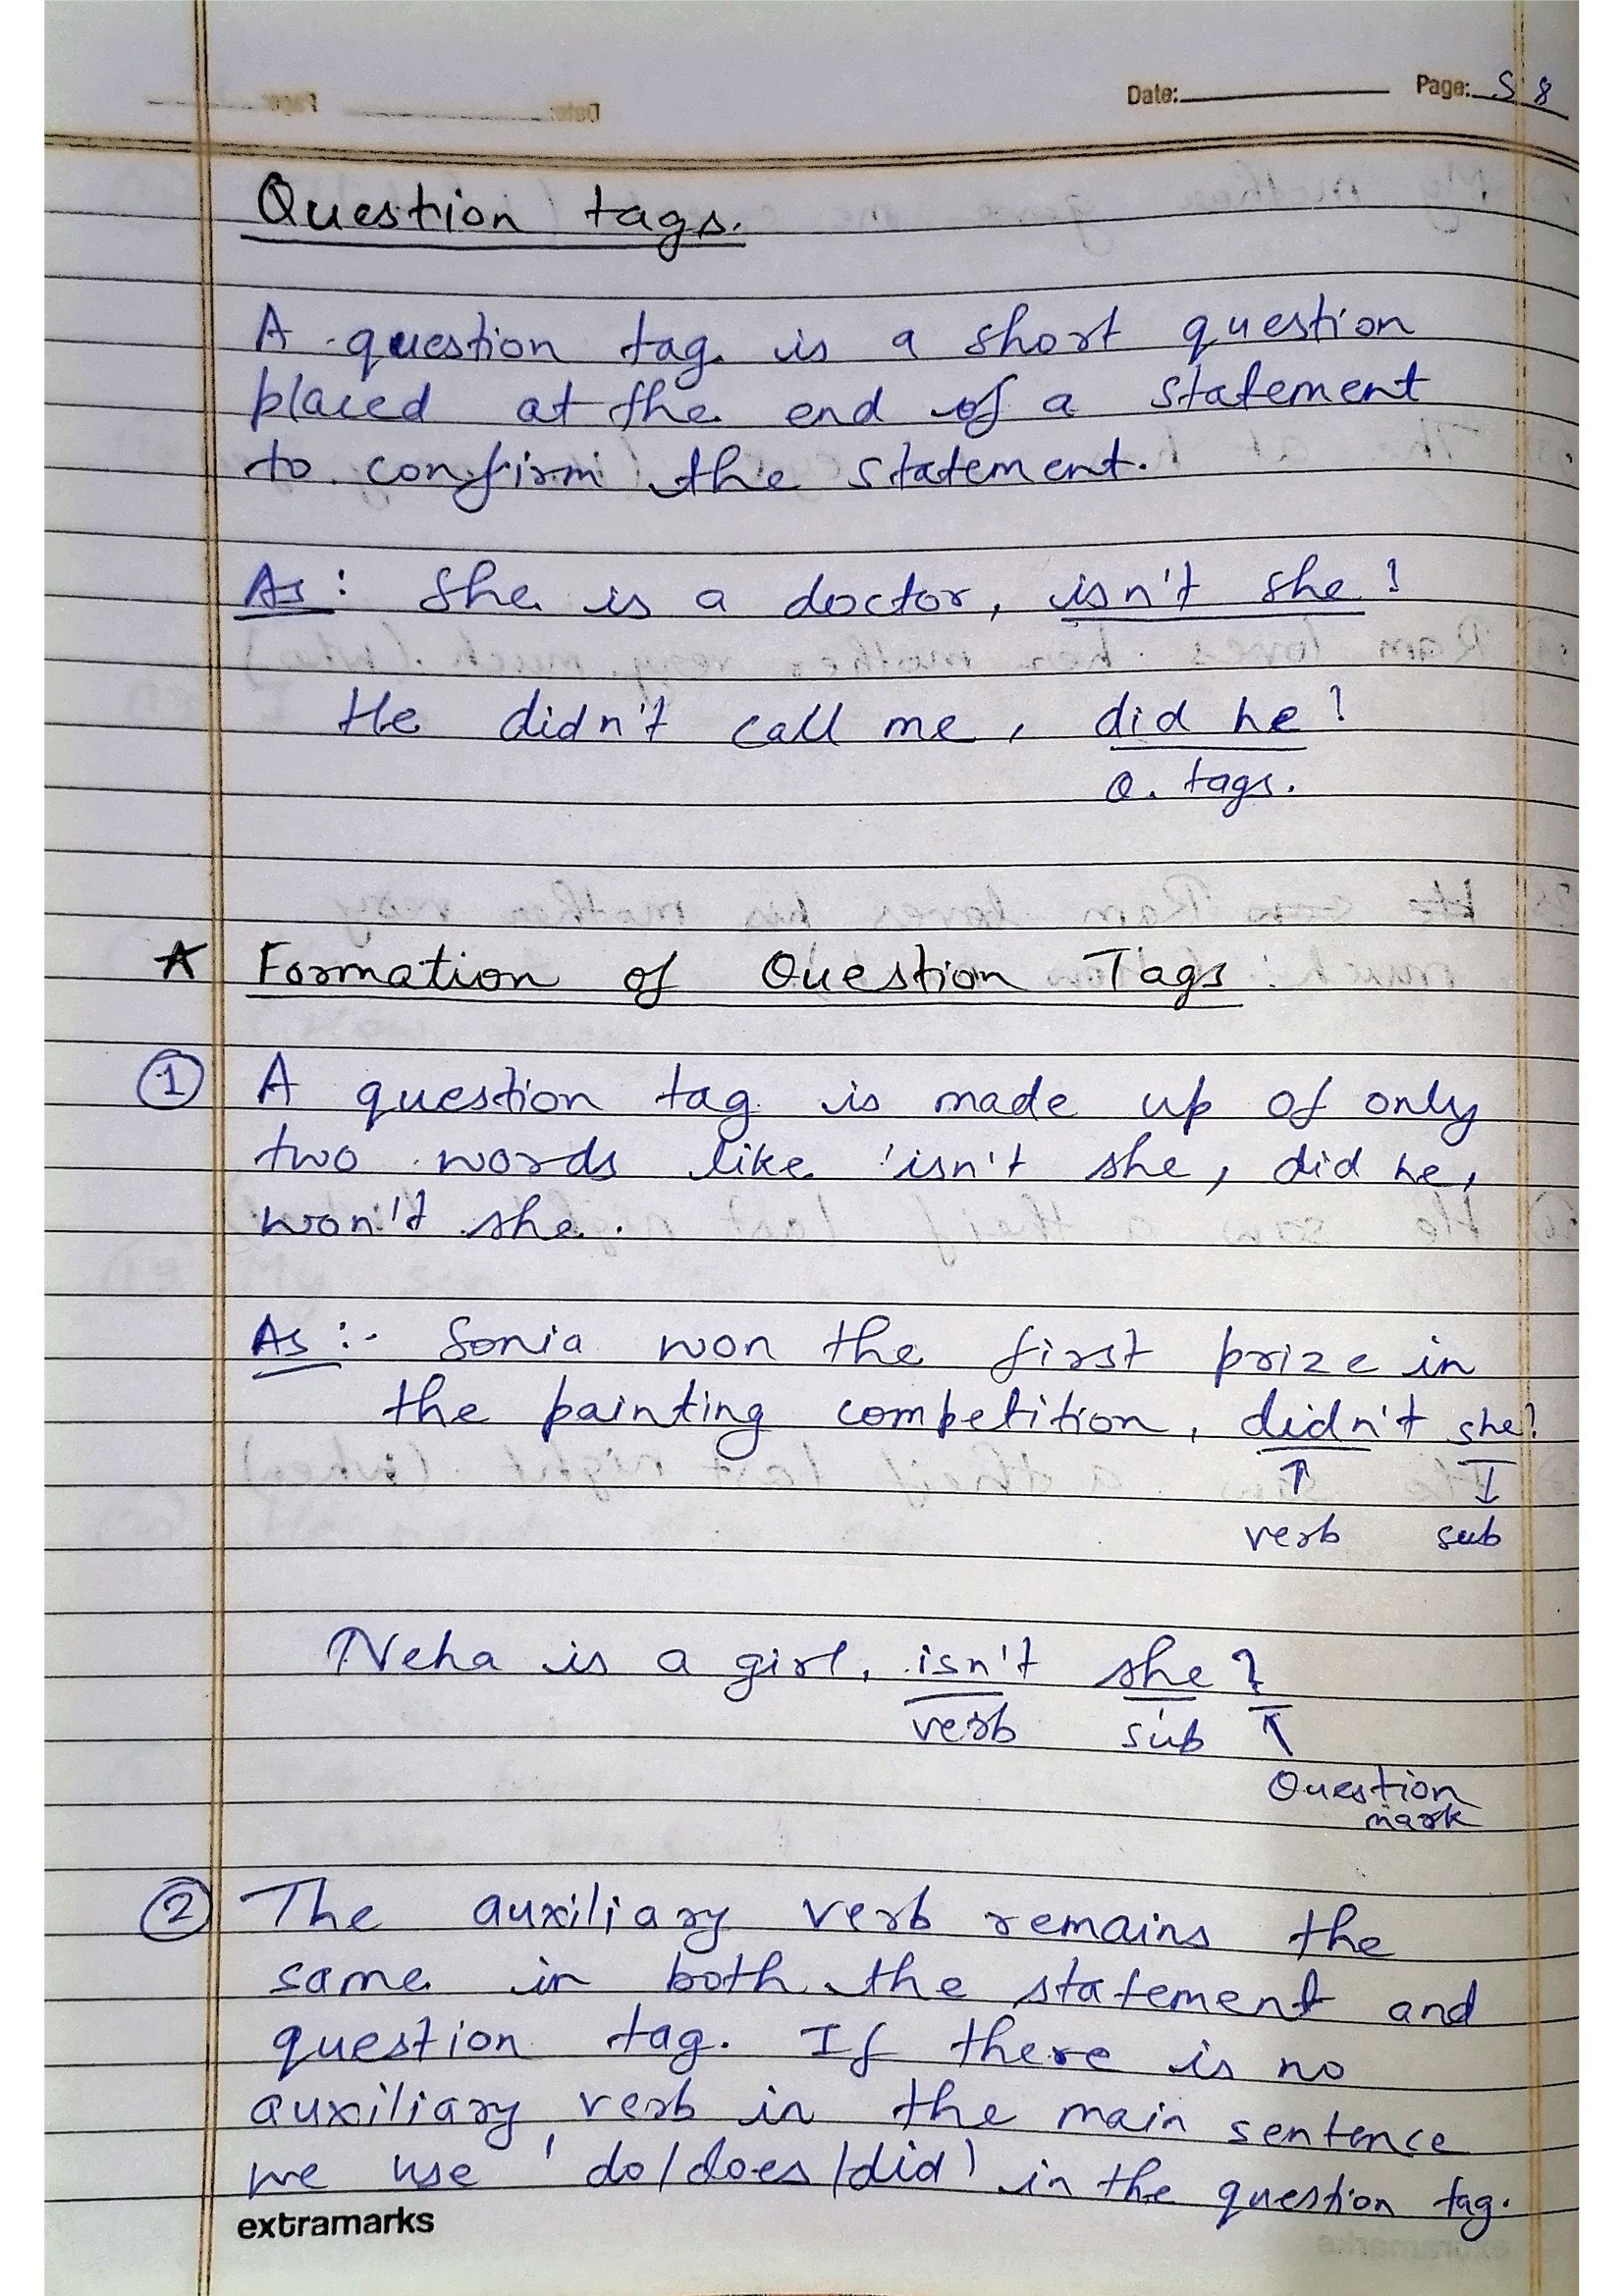 Date: Page: 58
Question tags.
A question tag is a short question
placed at the end of a statement
to confirm the statement.
As: She is a doctor, isn't she?
He didn't call me, did he?
Q. tags.
★ Formation of Question Tags :
① A question tag is made up of only
two words like 'isn't she, did he,
won't she.
As :- Sonia won the first prize in
the painting competition, didn't she?
↑ ↓
verb sub
Neha is a girl, isn't she?
verb sub ↑
Question
mark
② The auxiliary verb remains the
same in both the statement and
question tag. If there is no
auxiliary verb in the main sentence
we use 'do/does/did' in the question tag.
extramarks